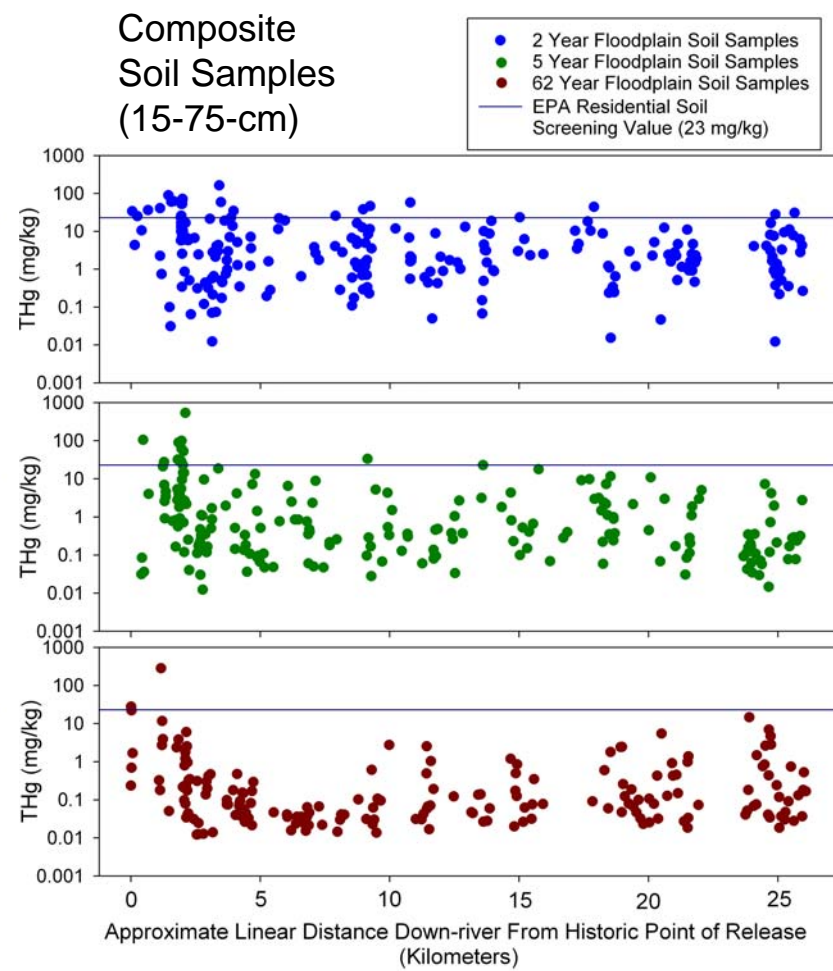 Composite
Soil Samples
(15-75-cm)
2 Year Floodplain Soil Samples
5 Year Floodplain Soil Samples
62 Year Floodplain Soil Samples
EPA Residential Soil
Screening Value (23 mg/kg)
THg (mg/kg)
1000
100
10
1
0.1
0.01
0.001
THg (mg/kg)
1000
100
10
1
0.1
0.01
0.001
THg (mg/kg)
1000
100
10
1
0.1
0.01
0.001
0 5 10 15 20 25
Approximate Linear Distance Down-river From Historic Point of Release
(Kilometers)